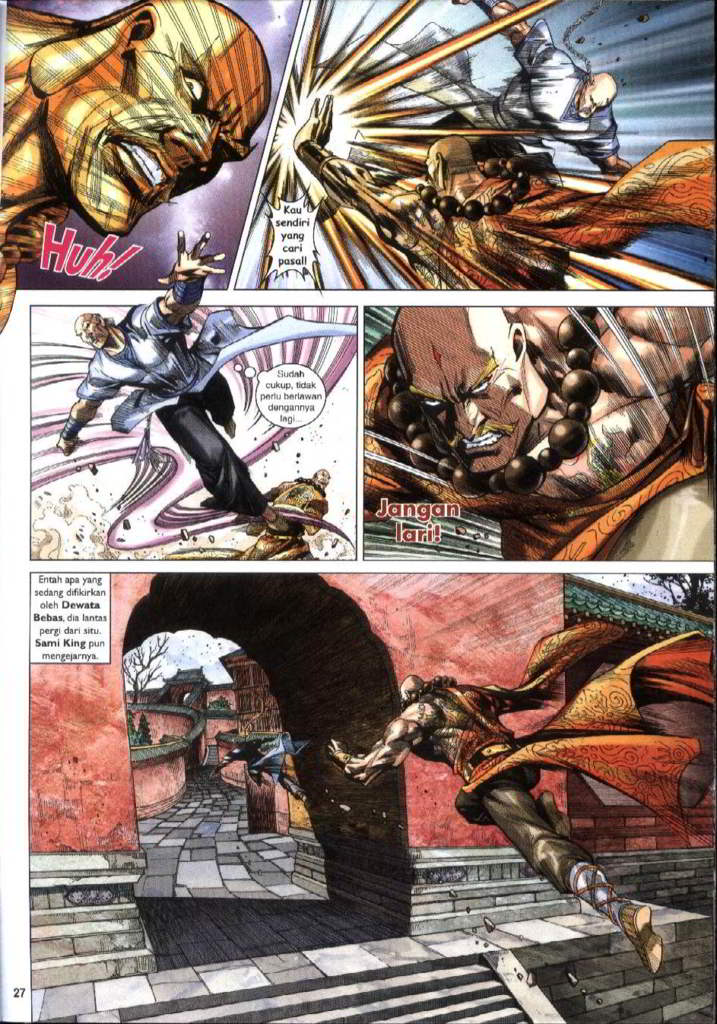 Huh!
Kau
sendiri
yang
cari
pasal!
Sudah
cukup, tidak
perlu berlawan
dengannya
lagi...
Jangan
lari!
Entah apa yang
sedang difikirkan
oleh Dewata
Bebas, dia lantas
pergi dari situ.
Sami King pun
mengejarnya.
27